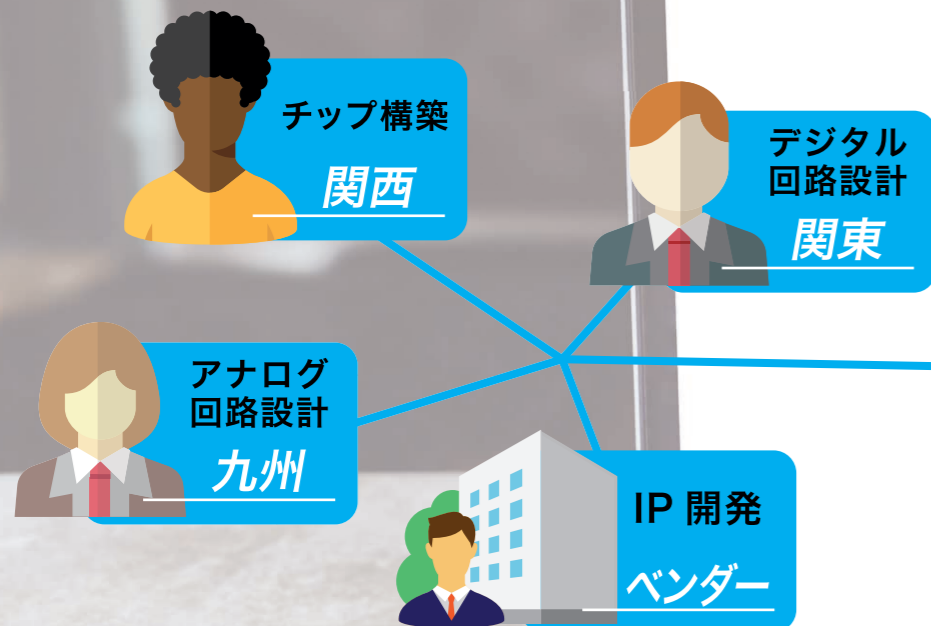 チップ構築
関西
デジタル
回路設計
関東
アナログ
回路設計
九州
IP 開発
ベンダー